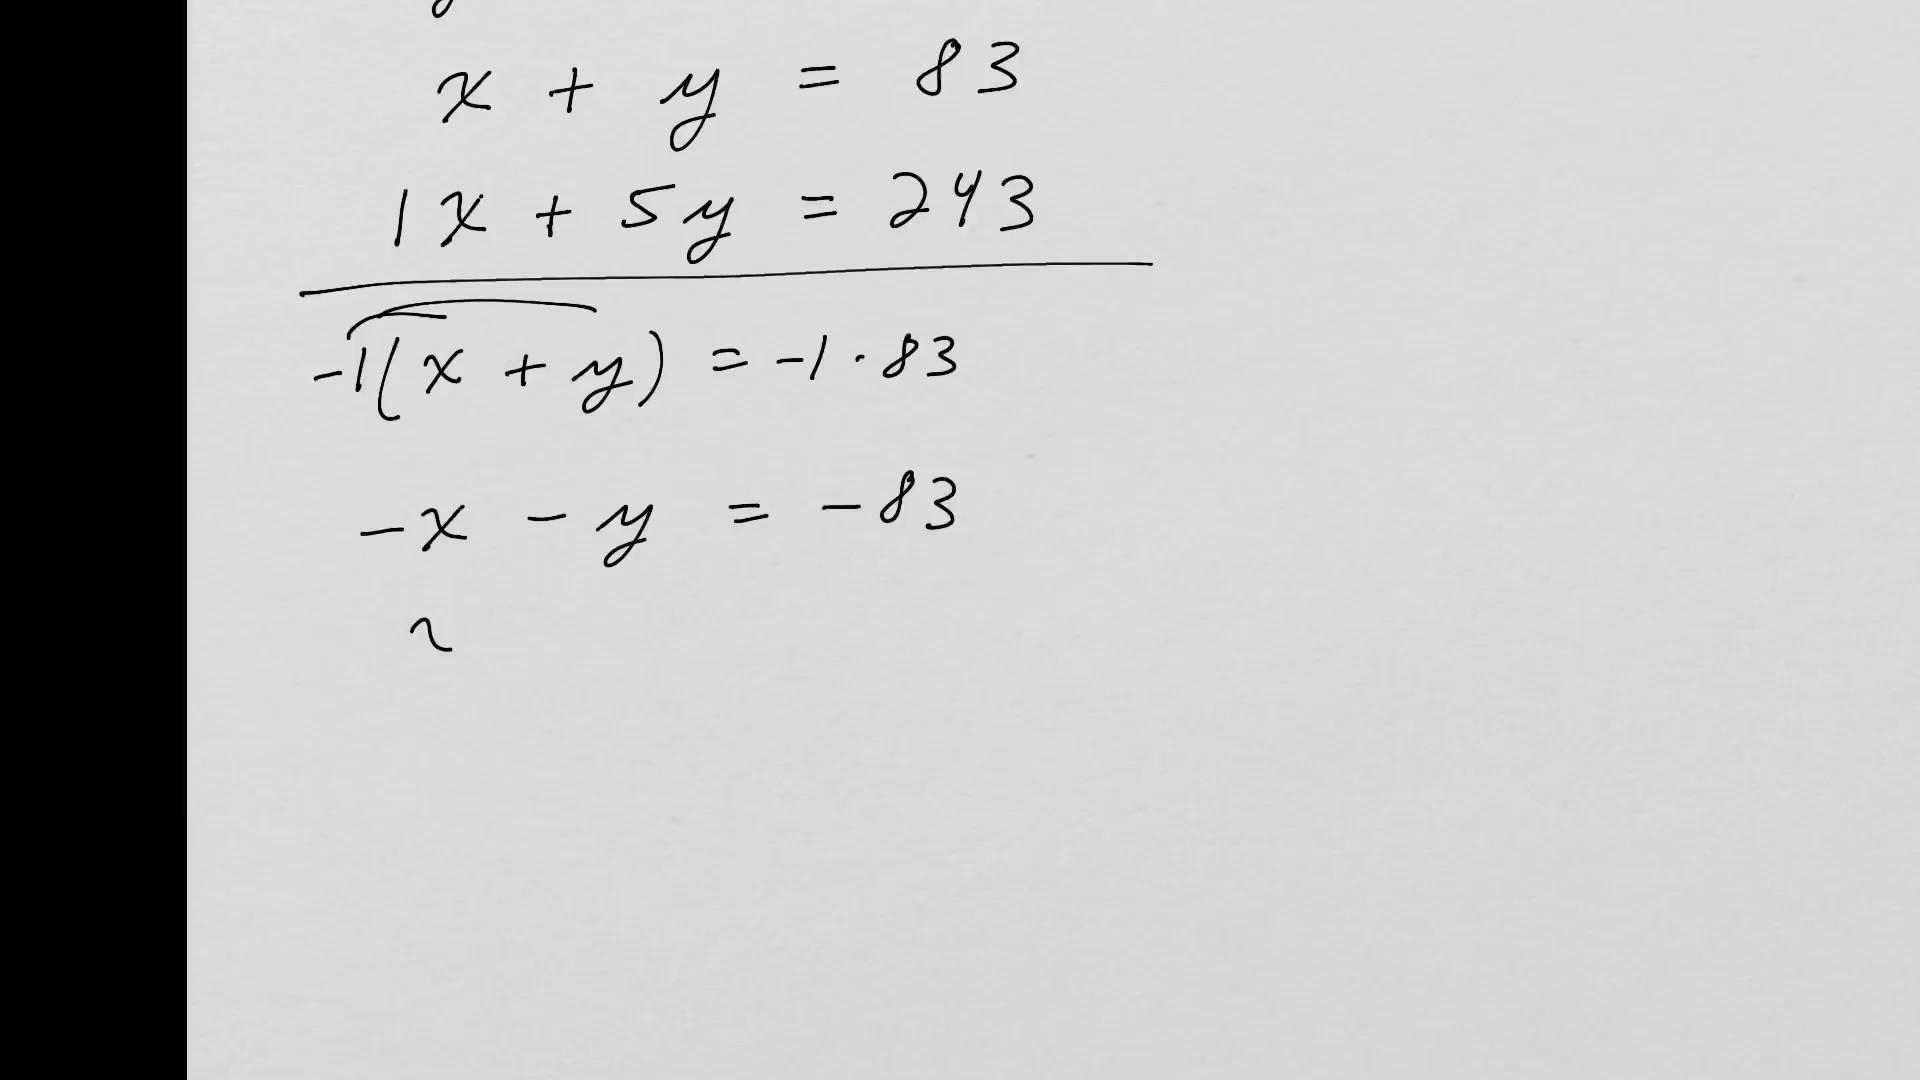 x + y = 83
1x + 5y = 243
-1(x + y) = -1 · 83
-x - y = -83